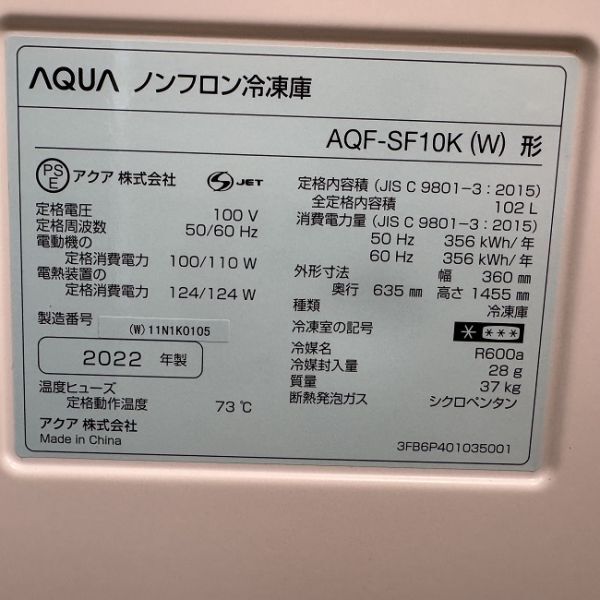 AQUA ノンフロン冷凍庫
AQF-SF10K (W) 形
PSE アクア 株式会社 S JET
定格電圧 100 V
定格周波数 50/60 Hz
電動機の
定格消費電力 100/110 W
電熱装置の
定格消費電力 124/124 W
製造番号 (W) 11N1K0105
2022 年製
温度ヒューズ
定格動作温度 73 ℃
アクア 株式会社
Made in China
定格内容積 (JIS C 9801-3 : 2015)
全定格内容積 102 L
消費電力量 (JIS C 9801-3 : 2015)
50 Hz 356 kWh/年
60 Hz 356 kWh/年
外形寸法 幅 360 mm
奥行 635 mm 高さ 1455 mm
種類 冷凍庫
冷凍室の記号 * ***
冷媒名 R600a
冷媒封入量 28 g
質量 37 kg
断熱発泡ガス シクロペンタン
3FB6P401035001